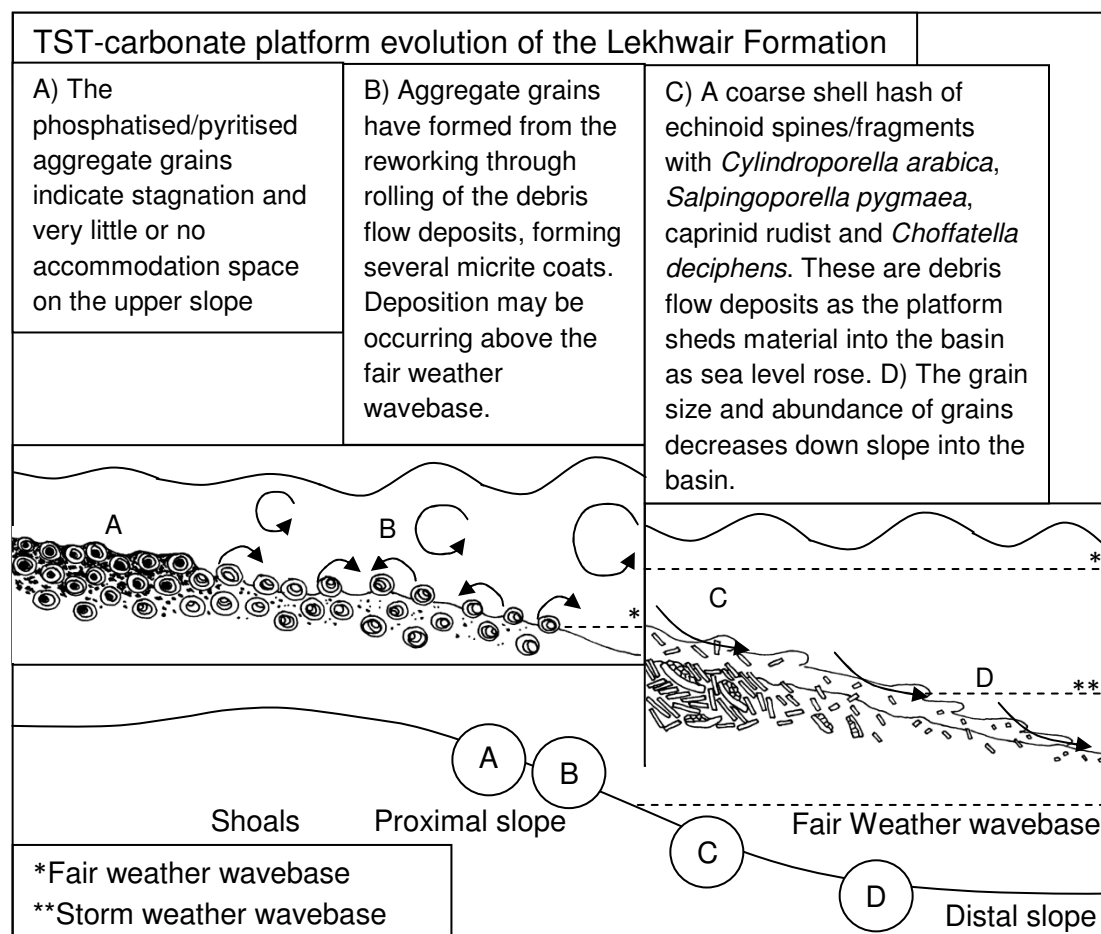 TST-carbonate platform evolution of the Lekhwair Formation
A) The
phosphatised/pyritised
aggregate grains
indicate stagnation and
very little or no
accommodation space
on the upper slope
B) Aggregate grains
have formed from the
reworking through
rolling of the debris
flow deposits, forming
several micrite coats.
Deposition may be
occurring above the
fair weather
wavebase.
C) A coarse shell hash of
echinoid spines/fragments
with Cylindroporella arabica,
Salpingoporella pygmaea,
caprinid rudist and Choffatella
deciphens. These are debris
flow deposits as the platform
sheds material into the basin
as sea level rose. D) The grain
size and abundance of grains
decreases down slope into the
basin.
A
B
*
*
C
D
**
A
B
Shoals
Proximal slope
Fair Weather wavebase
C
D
Distal slope
*Fair weather wavebase
**Storm weather wavebase